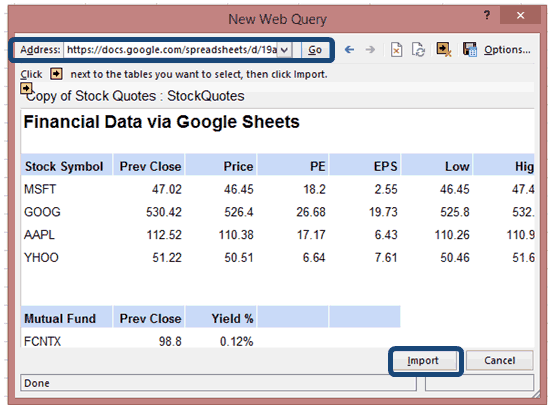 New Web Query ? ×
Address: https://docs.google.com/spreadsheets/d/19a Go Options...
Click next to the tables you want to select, then click Import.
Copy of Stock Quotes : StockQuotes
Financial Data via Google Sheets
Stock Symbol Prev Close Price PE EPS Low Hig
MSFT 47.02 46.45 18.2 2.55 46.45 47.4
GOOG 530.42 526.4 26.68 19.73 525.8 532.
AAPL 112.52 110.38 17.17 6.43 110.26 110.9
YHOO 51.22 50.51 6.64 7.61 50.46 51.6
Mutual Fund Prev Close Yield %
FCNTX 98.8 0.12%
Import Cancel
Done